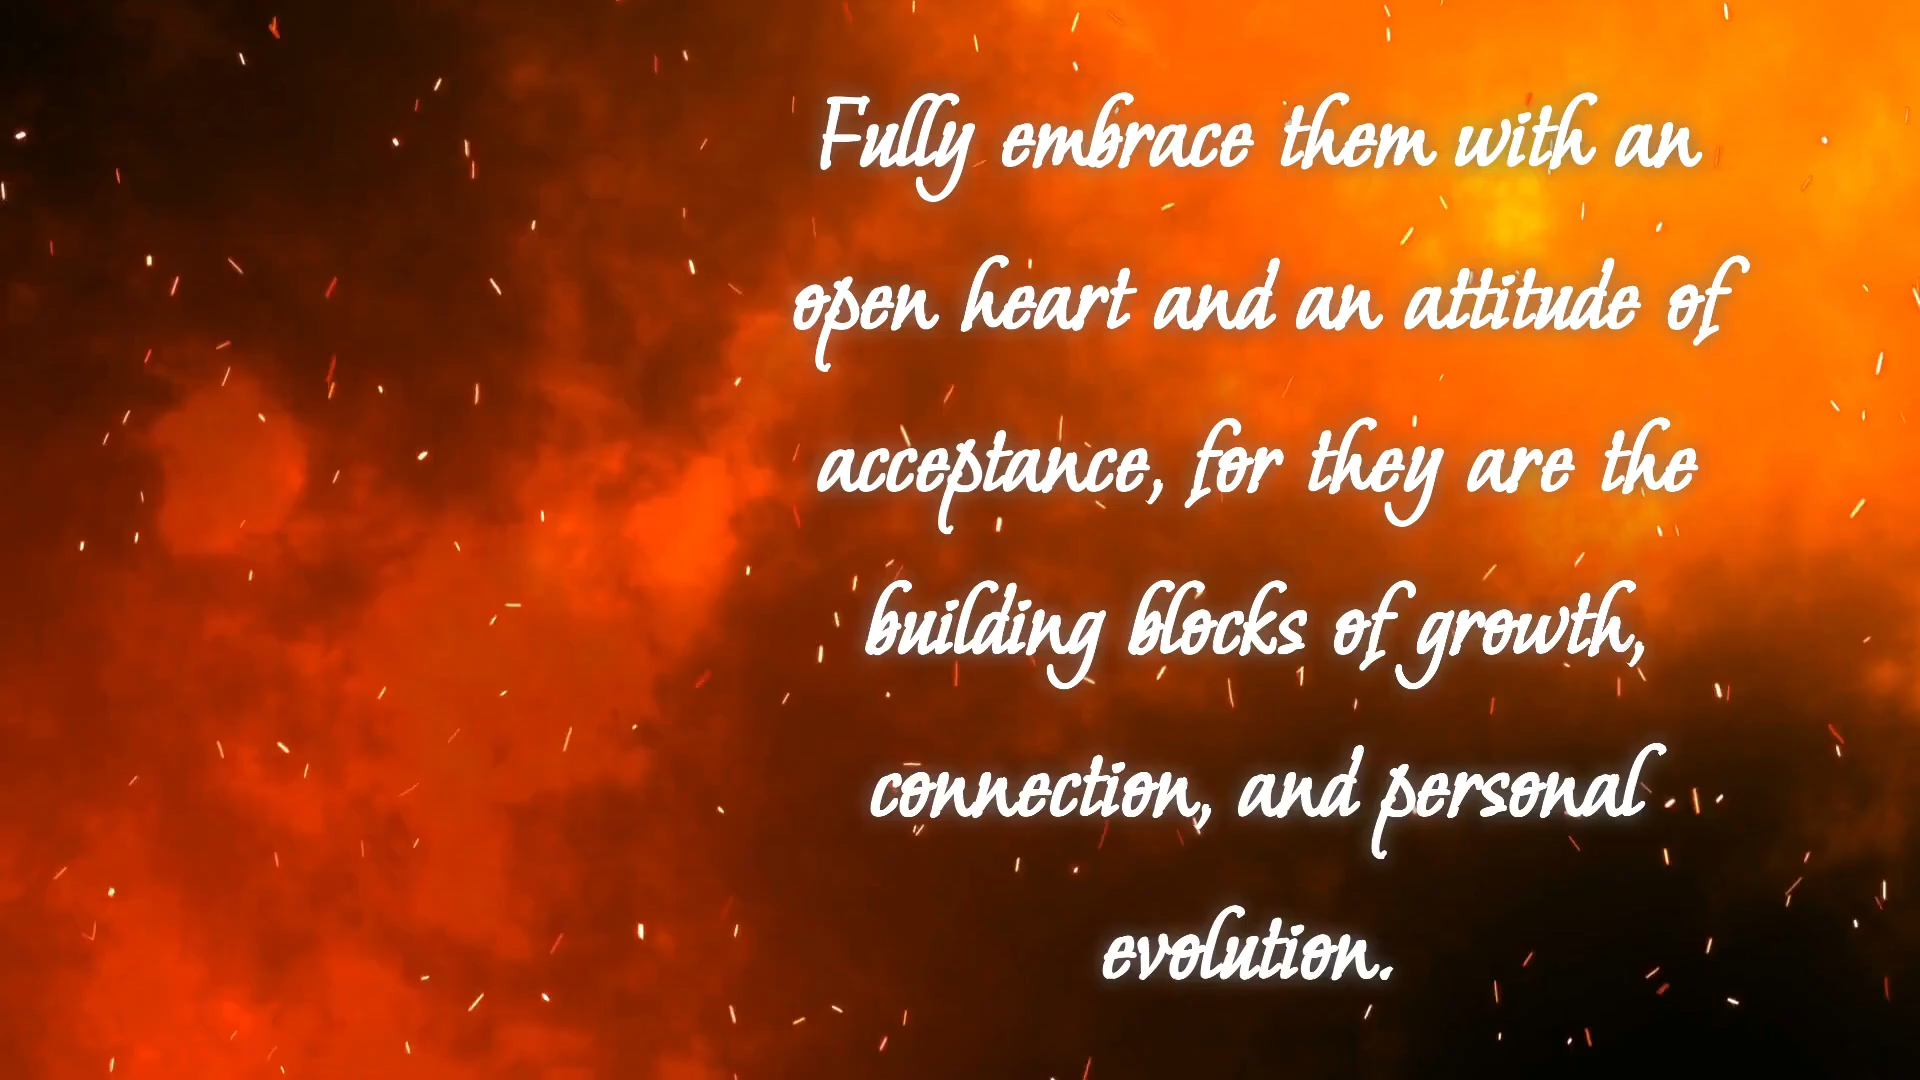 Fully embrace them with an
open heart and an attitude of
acceptance, for they are the
building blocks of growth,
connection, and personal
evolution.